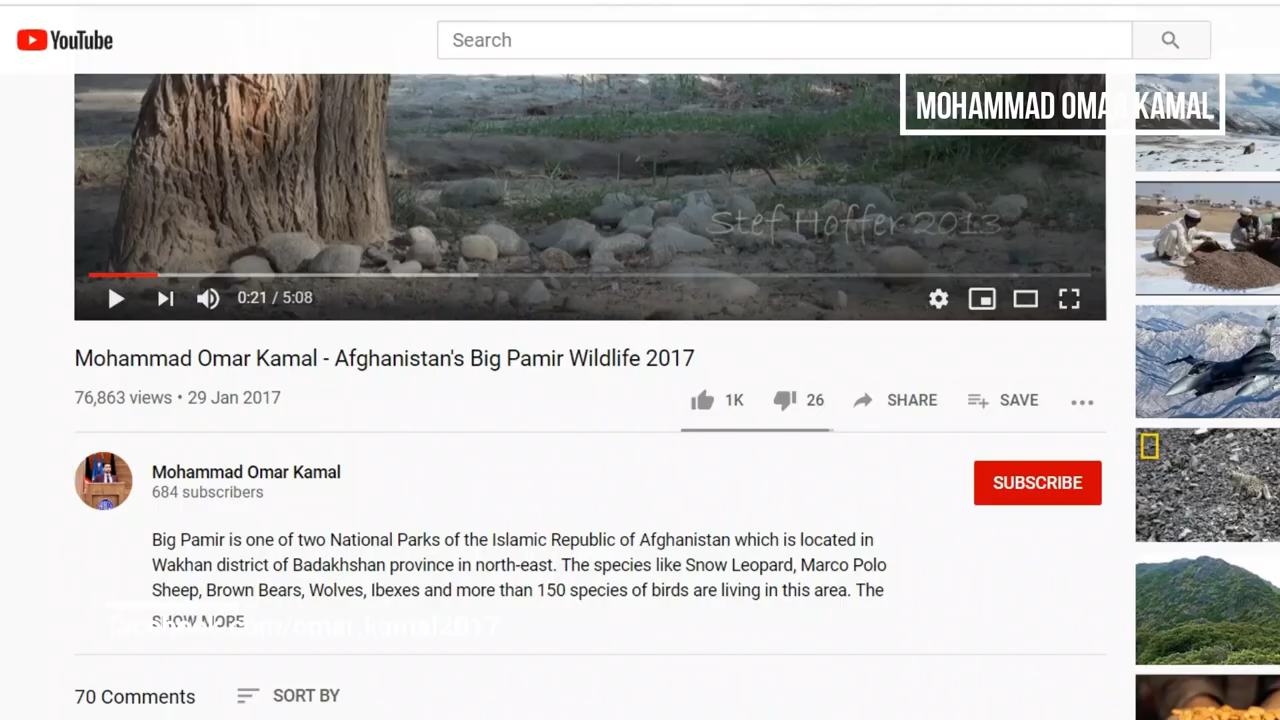 YouTube
Search
MOHAMMAD OMAR KAMAL
Stef Hoffer 2013
0:21 / 5:08
Mohammad Omar Kamal - Afghanistan's Big Pamir Wildlife 2017
76,863 views • 29 Jan 2017
1K
26
SHARE
SAVE
Mohammad Omar Kamal
684 subscribers
SUBSCRIBE
Big Pamir is one of two National Parks of the Islamic Republic of Afghanistan which is located in
Wakhan district of Badakhshan province in north-east. The species like Snow Leopard, Marco Polo
Sheep, Brown Bears, Wolves, Ibexes and more than 150 species of birds are living in this area. The
SHOW MORE
70 Comments
SORT BY